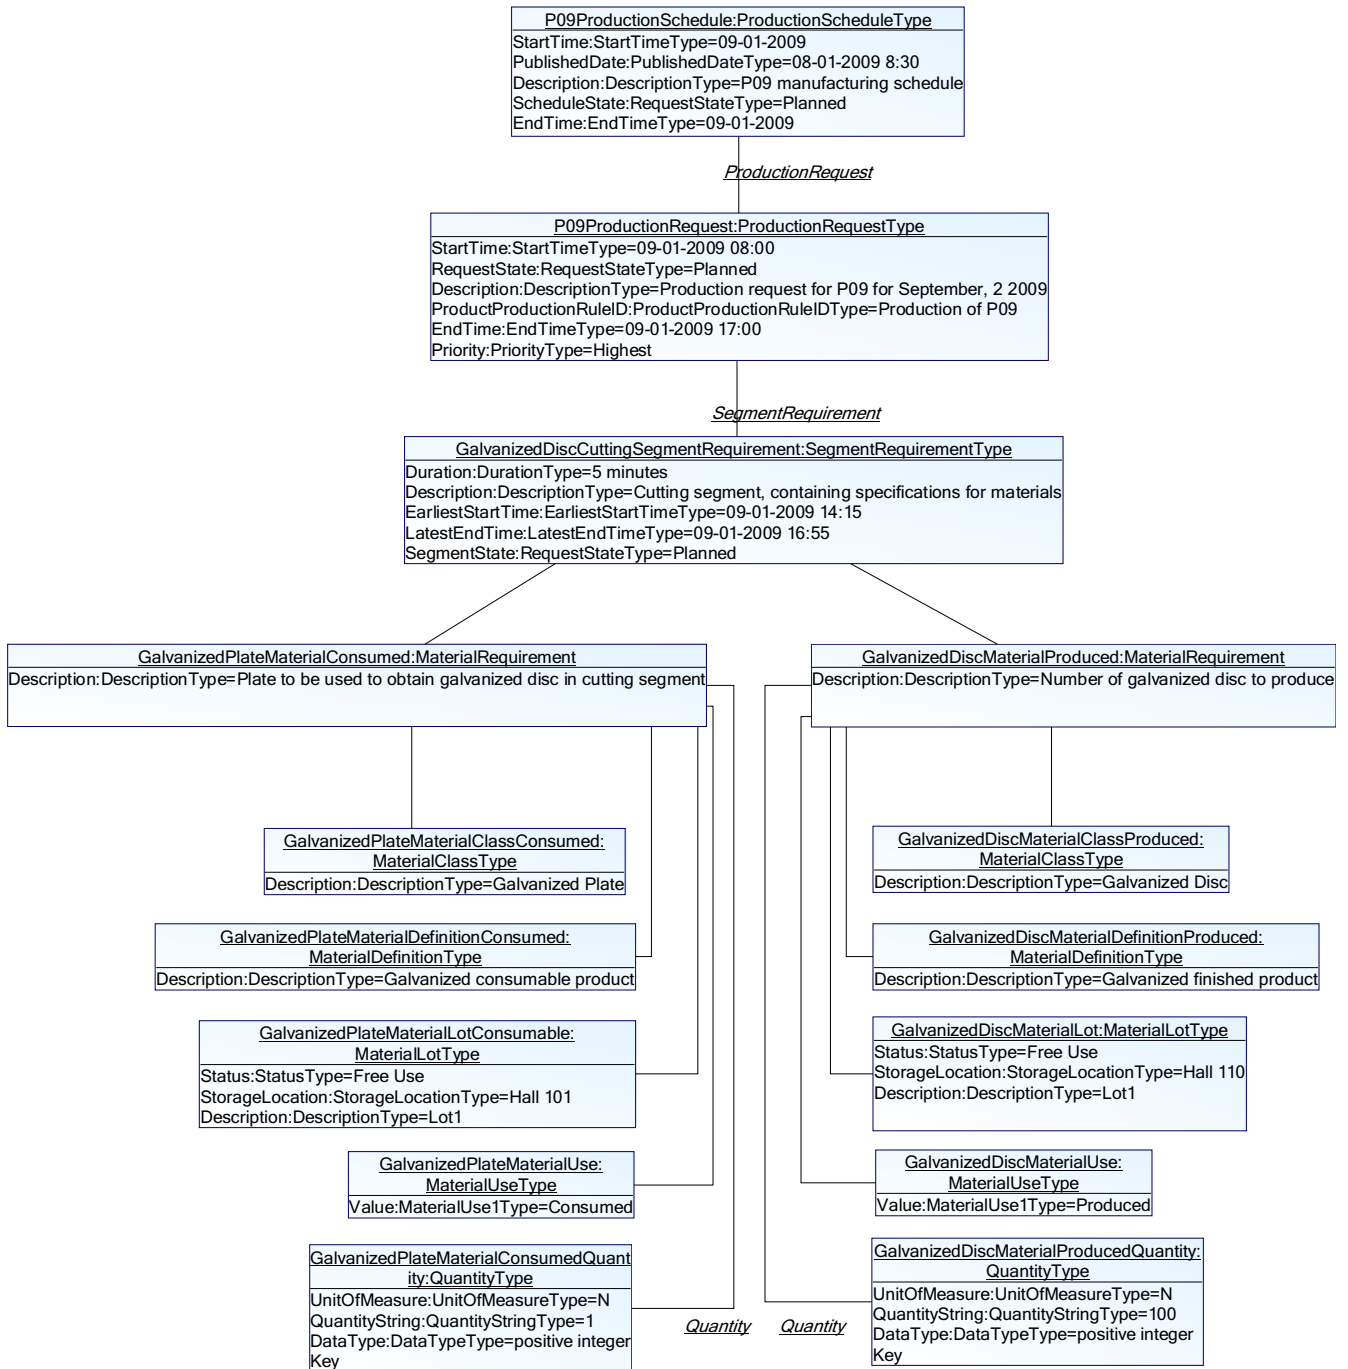 P09ProductionSchedule:ProductionScheduleType
StartTime:StartTimeType=09-01-2009
PublishedDate:PublishedDateType=08-01-2009 8:30
Description:DescriptionType=P09 manufacturing schedule
ScheduleState:RequestStateType=Planned
EndTime:EndTimeType=09-01-2009
ProductionRequest
P09ProductionRequest:ProductionRequestType
StartTime:StartTimeType=09-01-2009 08:00
RequestState:RequestStateType=Planned
Description:DescriptionType=Production request for P09 for September, 2 2009
ProductProductionRuleID:ProductProductionRuleIDType=Production of P09
EndTime:EndTimeType=09-01-2009 17:00
Priority:PriorityType=Highest
SegmentRequirement
GalvanizedDiscCuttingSegmentRequirement:SegmentRequirementType
Duration:DurationType=5 minutes
Description:DescriptionType=Cutting segment, containing specifications for materials
EarliestStartTime:EarliestStartTimeType=09-01-2009 14:15
LatestEndTime:LatestEndTimeType=09-01-2009 16:55
SegmentState:RequestStateType=Planned
GalvanizedPlateMaterialConsumed:MaterialRequirement
Description:DescriptionType=Plate to be used to obtain galvanized disc in cutting segment
GalvanizedDiscMaterialProduced:MaterialRequirement
Description:DescriptionType=Number of galvanized disc to produce
GalvanizedPlateMaterialClassConsumed:
MaterialClassType
Description:DescriptionType=Galvanized Plate
GalvanizedDiscMaterialClassProduced:
MaterialClassType
Description:DescriptionType=Galvanized Disc
GalvanizedPlateMaterialDefinitionConsumed:
MaterialDefinitionType
Description:DescriptionType=Galvanized consumable product
GalvanizedDiscMaterialDefinitionProduced:
MaterialDefinitionType
Description:DescriptionType=Galvanized finished product
GalvanizedPlateMaterialLotConsumable:
MaterialLotType
Status:StatusType=Free Use
StorageLocation:StorageLocationType=Hall 101
Description:DescriptionType=Lot1
GalvanizedDiscMaterialLot:MaterialLotType
Status:StatusType=Free Use
StorageLocation:StorageLocationType=Hall 110
Description:DescriptionType=Lot1
GalvanizedPlateMaterialUse:
MaterialUseType
Value:MaterialUse1Type=Consumed
GalvanizedDiscMaterialUse:
MaterialUseType
Value:MaterialUse1Type=Produced
GalvanizedPlateMaterialConsumedQuant
ity:QuantityType
UnitOfMeasure:UnitOfMeasureType=N
QuantityString:QuantityStringType=1
DataType:DataTypeType=positive integer
Key
Quantity
Quantity
GalvanizedDiscMaterialProducedQuantity:
QuantityType
UnitOfMeasure:UnitOfMeasureType=N
QuantityString:QuantityStringType=100
DataType:DataTypeType=positive integer
Key